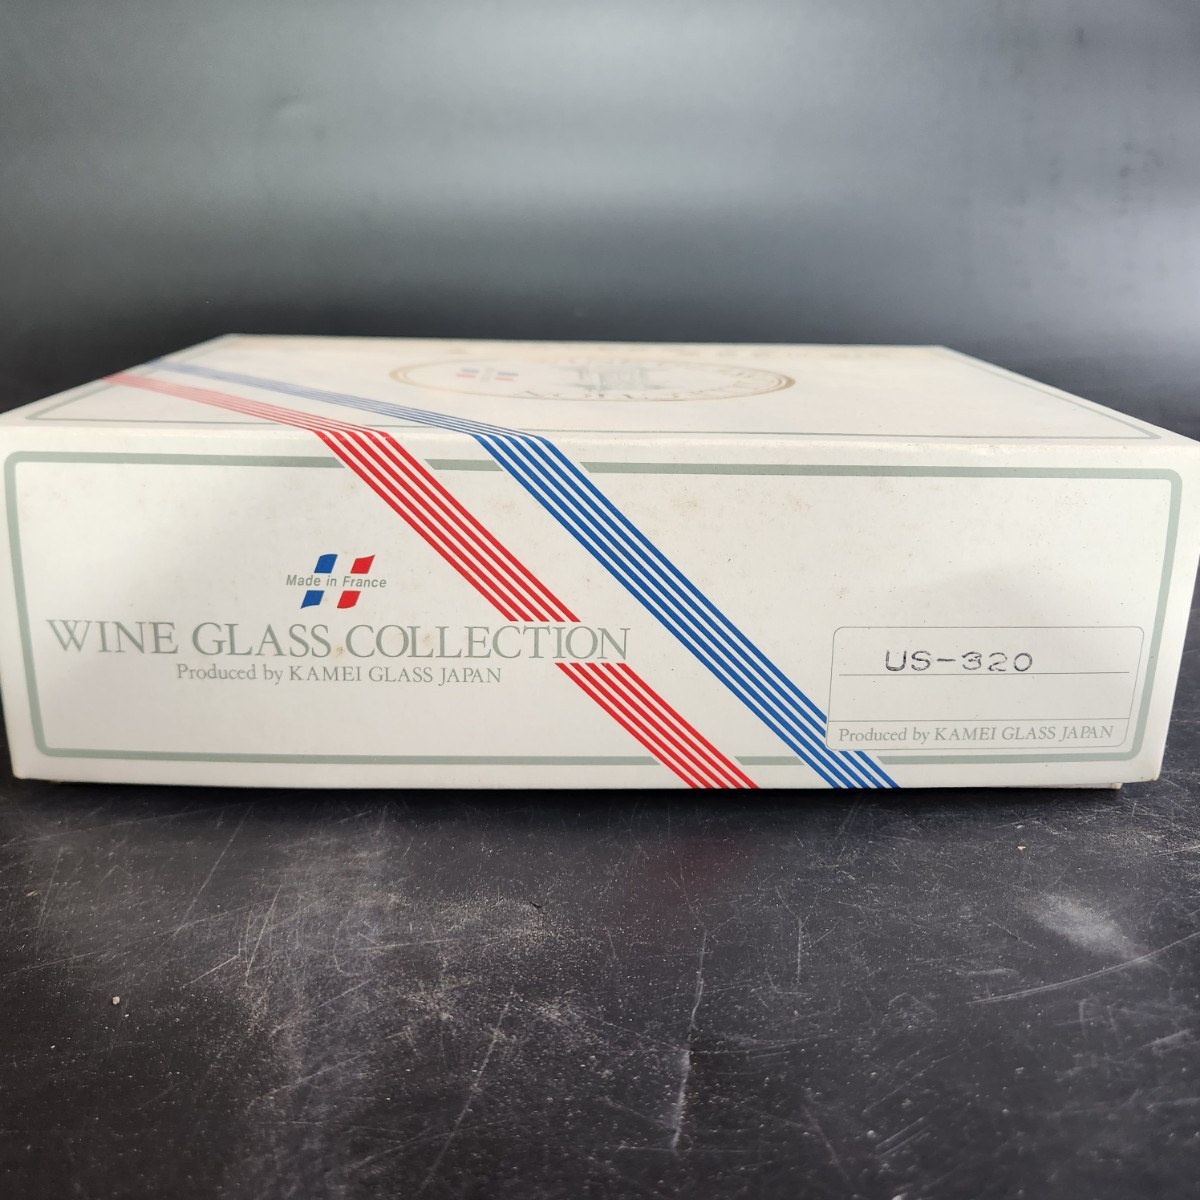 Made in France
WINE GLASS COLLECTION
Produced by KAMEI GLASS JAPAN
US-320
Produced by KAMEI GLASS JAPAN